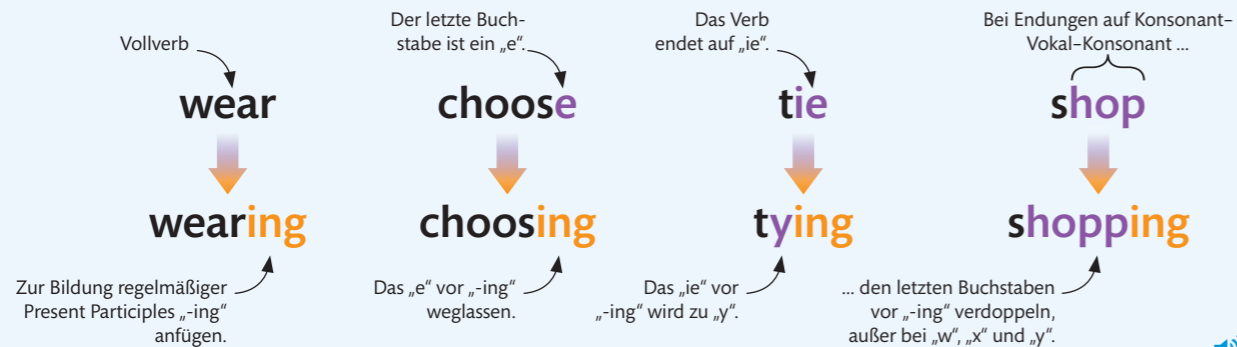 Vollverb
wear
wearing
Zur Bildung regelmäßiger
Present Participles „-ing“
anfügen.
Der letzte Buch-
stabe ist ein „e“.
choose
choosing
Das „e“ vor „-ing“
weglassen.
Das Verb
endet auf „ie“.
tie
tying
Das „ie“ vor
„-ing“ wird zu „y“.
Bei Endungen auf Konsonant–
Vokal–Konsonant ...
shop
shopping
... den letzten Buchstaben
vor „-ing“ verdoppeln,
außer bei „w“, „x“ und „y“.